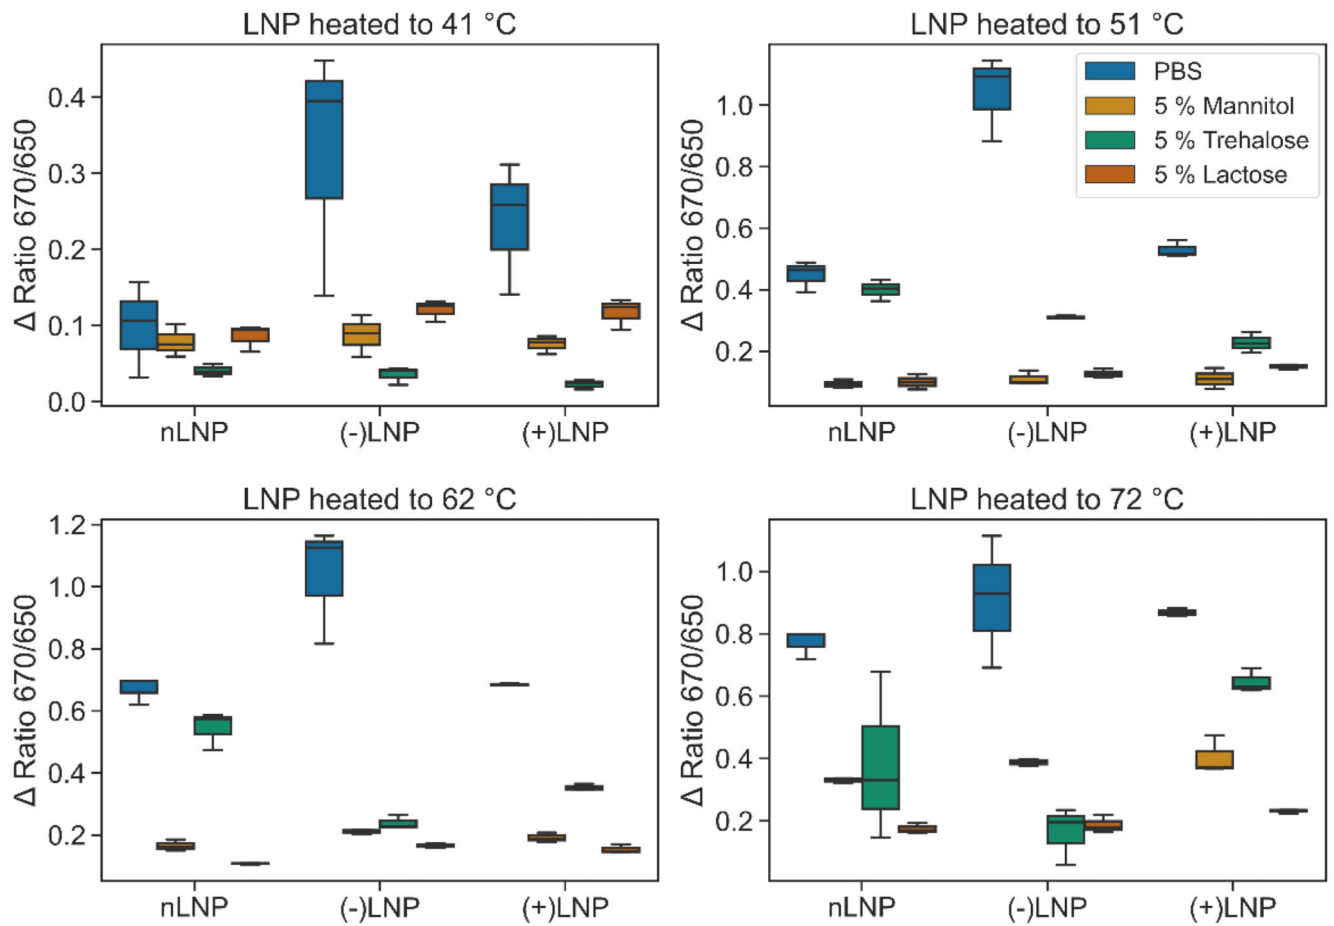 LNP heated to 41 °C
Δ Ratio 670/650
0.4
0.3
0.2
0.1
0.0
nLNP
(-)LNP
(+)LNP
LNP heated to 51 °C
Δ Ratio 670/650
1.0
0.8
0.6
0.4
0.2
PBS
5 % Mannitol
5 % Trehalose
5 % Lactose
nLNP
(-)LNP
(+)LNP
LNP heated to 62 °C
Δ Ratio 670/650
1.2
1.0
0.8
0.6
0.4
0.2
nLNP
(-)LNP
(+)LNP
LNP heated to 72 °C
Δ Ratio 670/650
1.0
0.8
0.6
0.4
0.2
nLNP
(-)LNP
(+)LNP